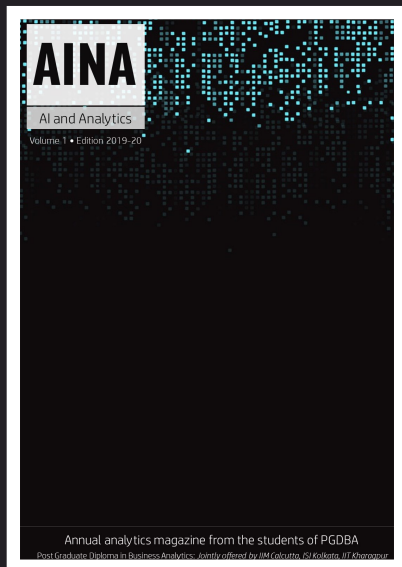 AINA
AI and Analytics
Volume 1 • Edition 2019-20
Annual analytics magazine from the students of PGDBA
Post Graduate Diploma in Business Analytics: Jointly offered by IIM Calcutta, ISI Kolkata, IIT Kharagpur